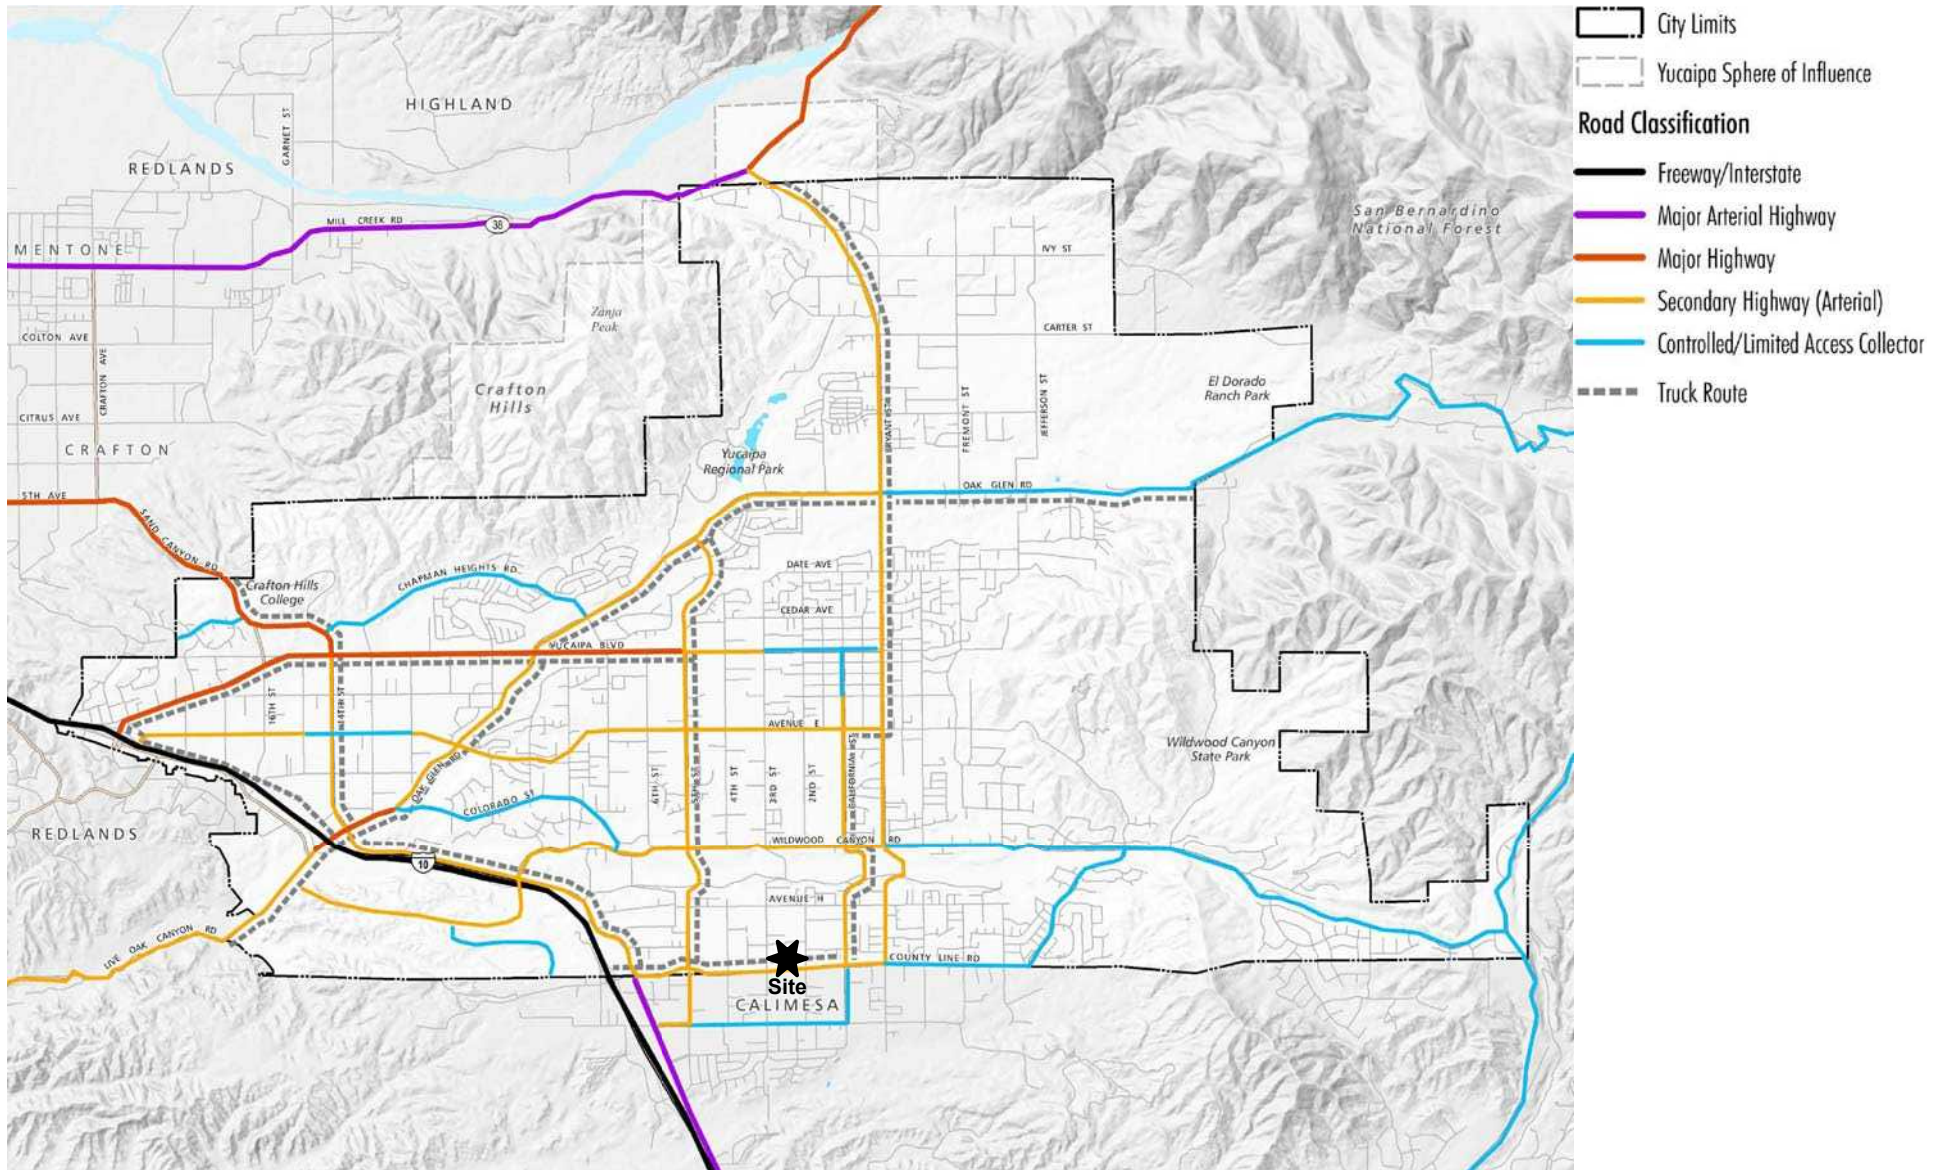 City Limits
Yucaipa Sphere of Influence
Road Classification
Freeway/Interstate
Major Arterial Highway
Major Highway
Secondary Highway (Arterial)
Controlled/Limited Access Collector
Truck Route
HIGHLAND
GARNET ST
REDLANDS
MILL CREEK RD
38
MENTONE
San Bernardino
National Forest
IVY ST
Zanja
Peak
CARTER ST
COLTON AVE
CRAFTON AVE
Crafton
Hills
El Dorado
Ranch Park
CITRUS AVE
CRAFTON
BRYANT ST
FREMONT ST
JEFFERSON ST
Yucaipa
Regional Park
5TH AVE
OAK GLEN RD
SAND CANYON RD
CHAPMAN HEIGHTS RD
DATE AVE
Crafton Hills
College
CEDAR AVE
YUCAIPA BLVD
16TH ST
14TH ST
AVENUE E
Wildwood Canyon
State Park
OAK GLEN RD
6TH ST
5TH ST
4TH ST
3RD ST
2ND ST
CALIFORNIA ST
COLORADO ST
REDLANDS
WILDWOOD CANYON RD
10
AVENUE H
LIVE OAK CANYON RD
COUNTY LINE RD
Site
CALIMESA